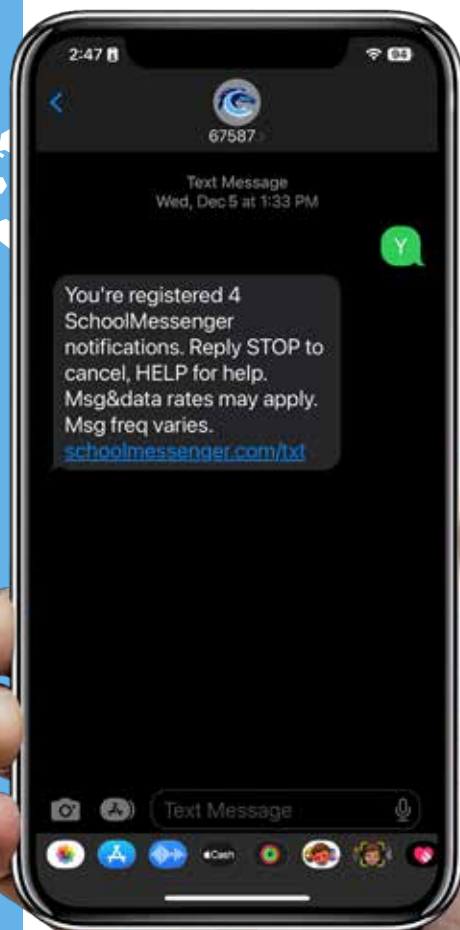 2:47
94
67587
Text Message
Wed, Dec 5 at 1:33 PM
Y
You're registered 4
SchoolMessenger
notifications. Reply STOP to
cancel, HELP for help.
Msg&data rates may apply.
Msg freq varies.
schoolmessenger.com/txt
Text Message
Cash